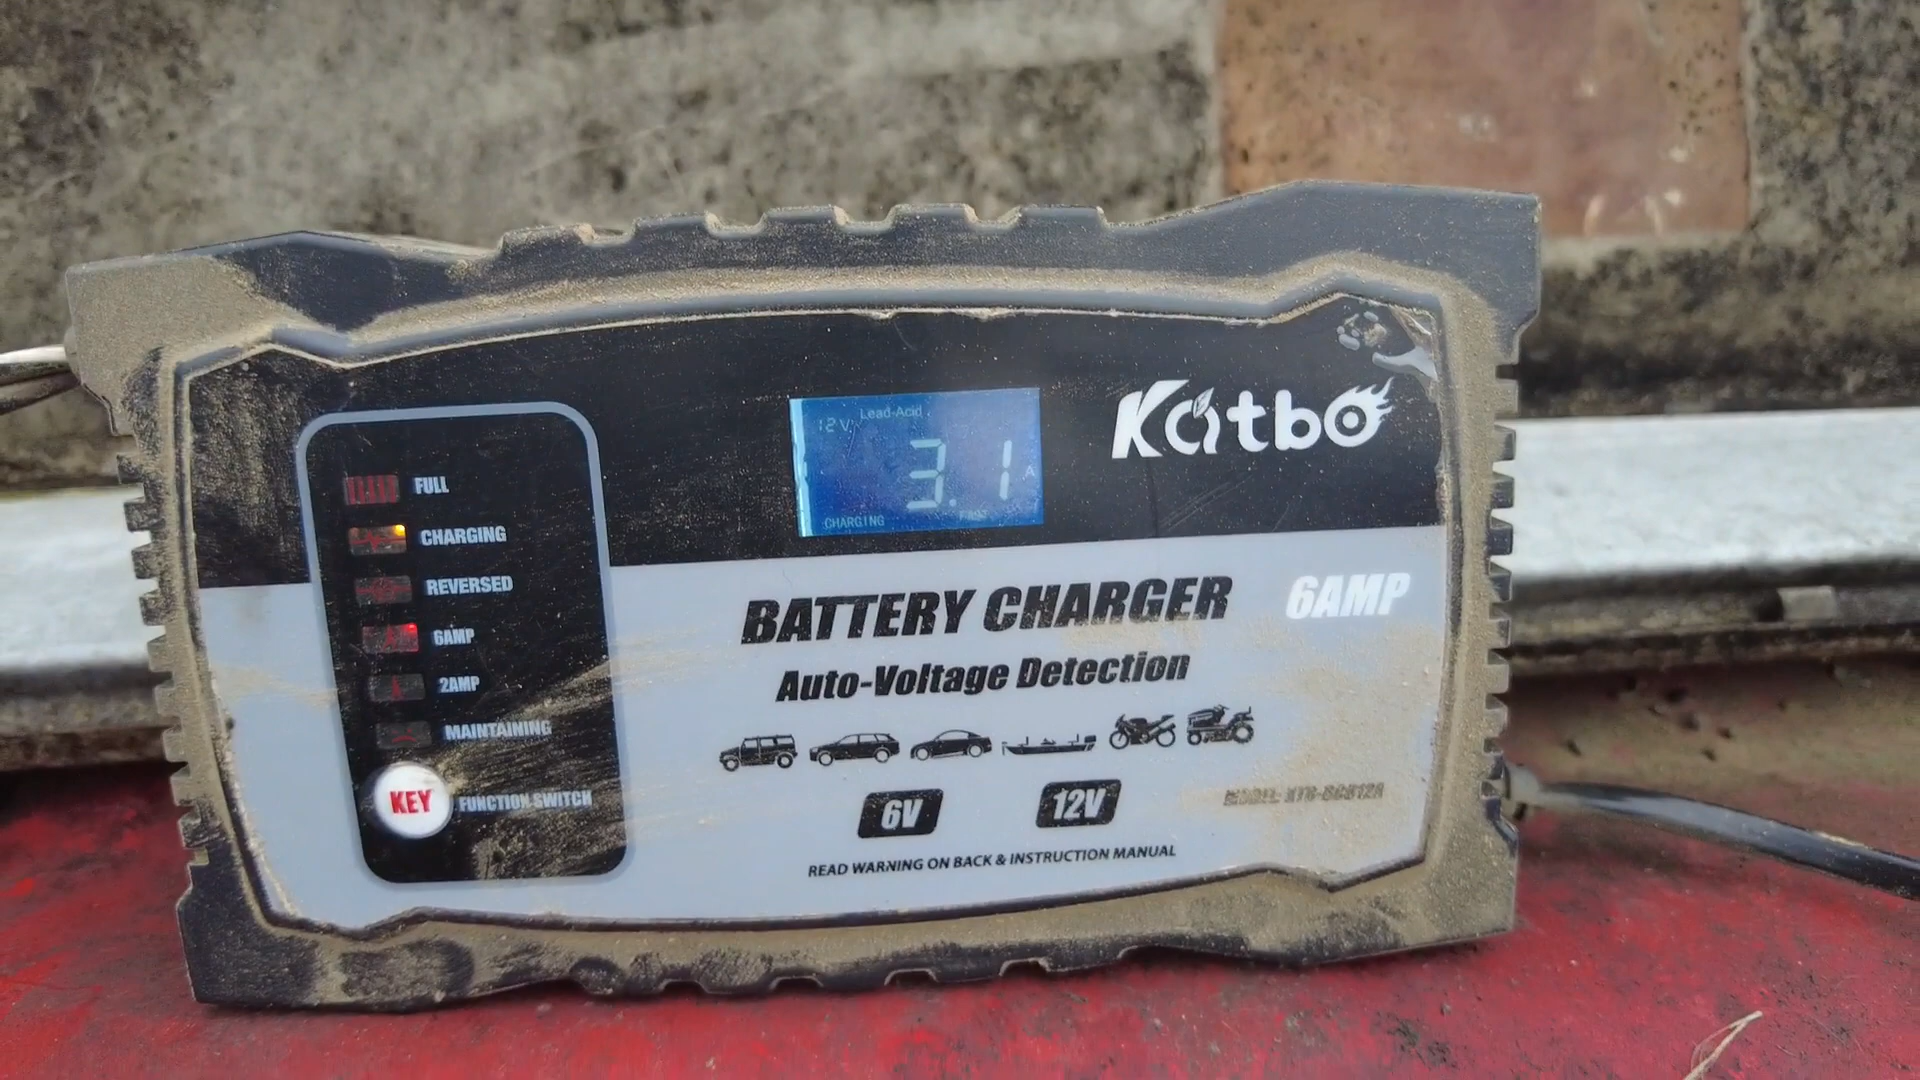 Lead-Acid
12V
3.1 A
CHARGING
FAST
Katbo
FULL
CHARGING
REVERSED
6AMP
2AMP
MAINTAINING
KEY FUNCTION SWITCH
BATTERY CHARGER 6AMP
Auto-Voltage Detection
6V 12V
READ WARNING ON BACK & INSTRUCTION MANUAL